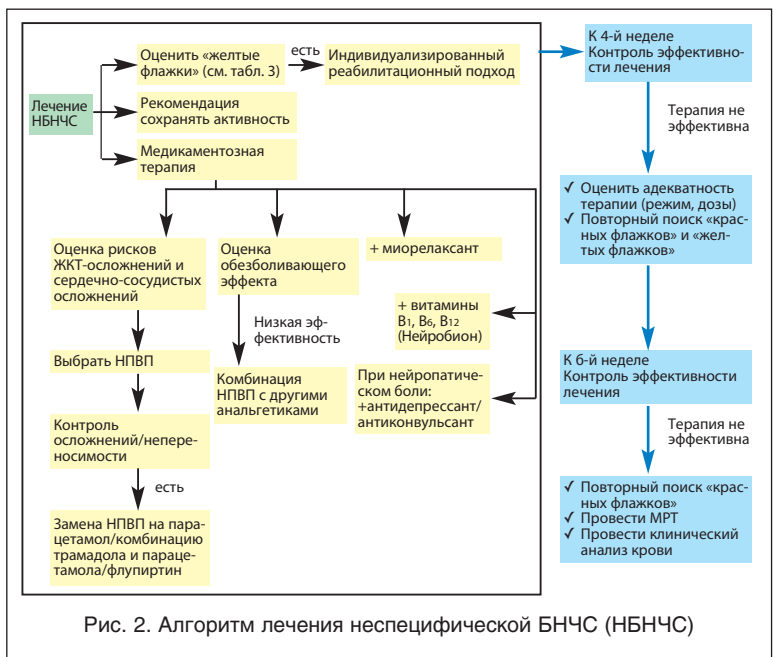 Лечение
НБНЧС
Оценить «желтые
флажки» (см. табл. 3)
есть
Индивидуализированный
реабилитационный подход
Рекомендация
сохранять активность
Медикаментозная
терапия
Оценка рисков
ЖКТ-осложнений и
сердечно-сосудистых
осложнений
Выбрать НПВП
Контроль
осложнений/неперено-
симости
есть
Замена НПВП на пара-
цетамол/комбинацию
трамадола и параце-
тамола/флупиртин
Оценка
обезболивающего
эффекта
Низкая эф-
фективность
Комбинация
НПВП с другими
анальгетиками
+ миорелаксант
+ витамины
B1, B6, B12
(Нейробион)
При нейропатиче-
ском боли:
+антидепрессант/
антиконвульсант
К 4-й неделе
Контроль эффективно-
сти лечения
Терапия не
эффективна
✓ Оценить адекватность
терапии (режим, дозы)
✓ Повторный поиск «крас-
ных флажков» и «жел-
тых флажков»
К 6-й неделе
Контроль эффективности
лечения
Терапия не
эффективна
✓ Повторный поиск «крас-
ных флажков»
✓ Провести МРТ
✓ Провести клинический
анализ крови
Рис. 2. Алгоритм лечения неспецифической БНЧС (НБНЧС)